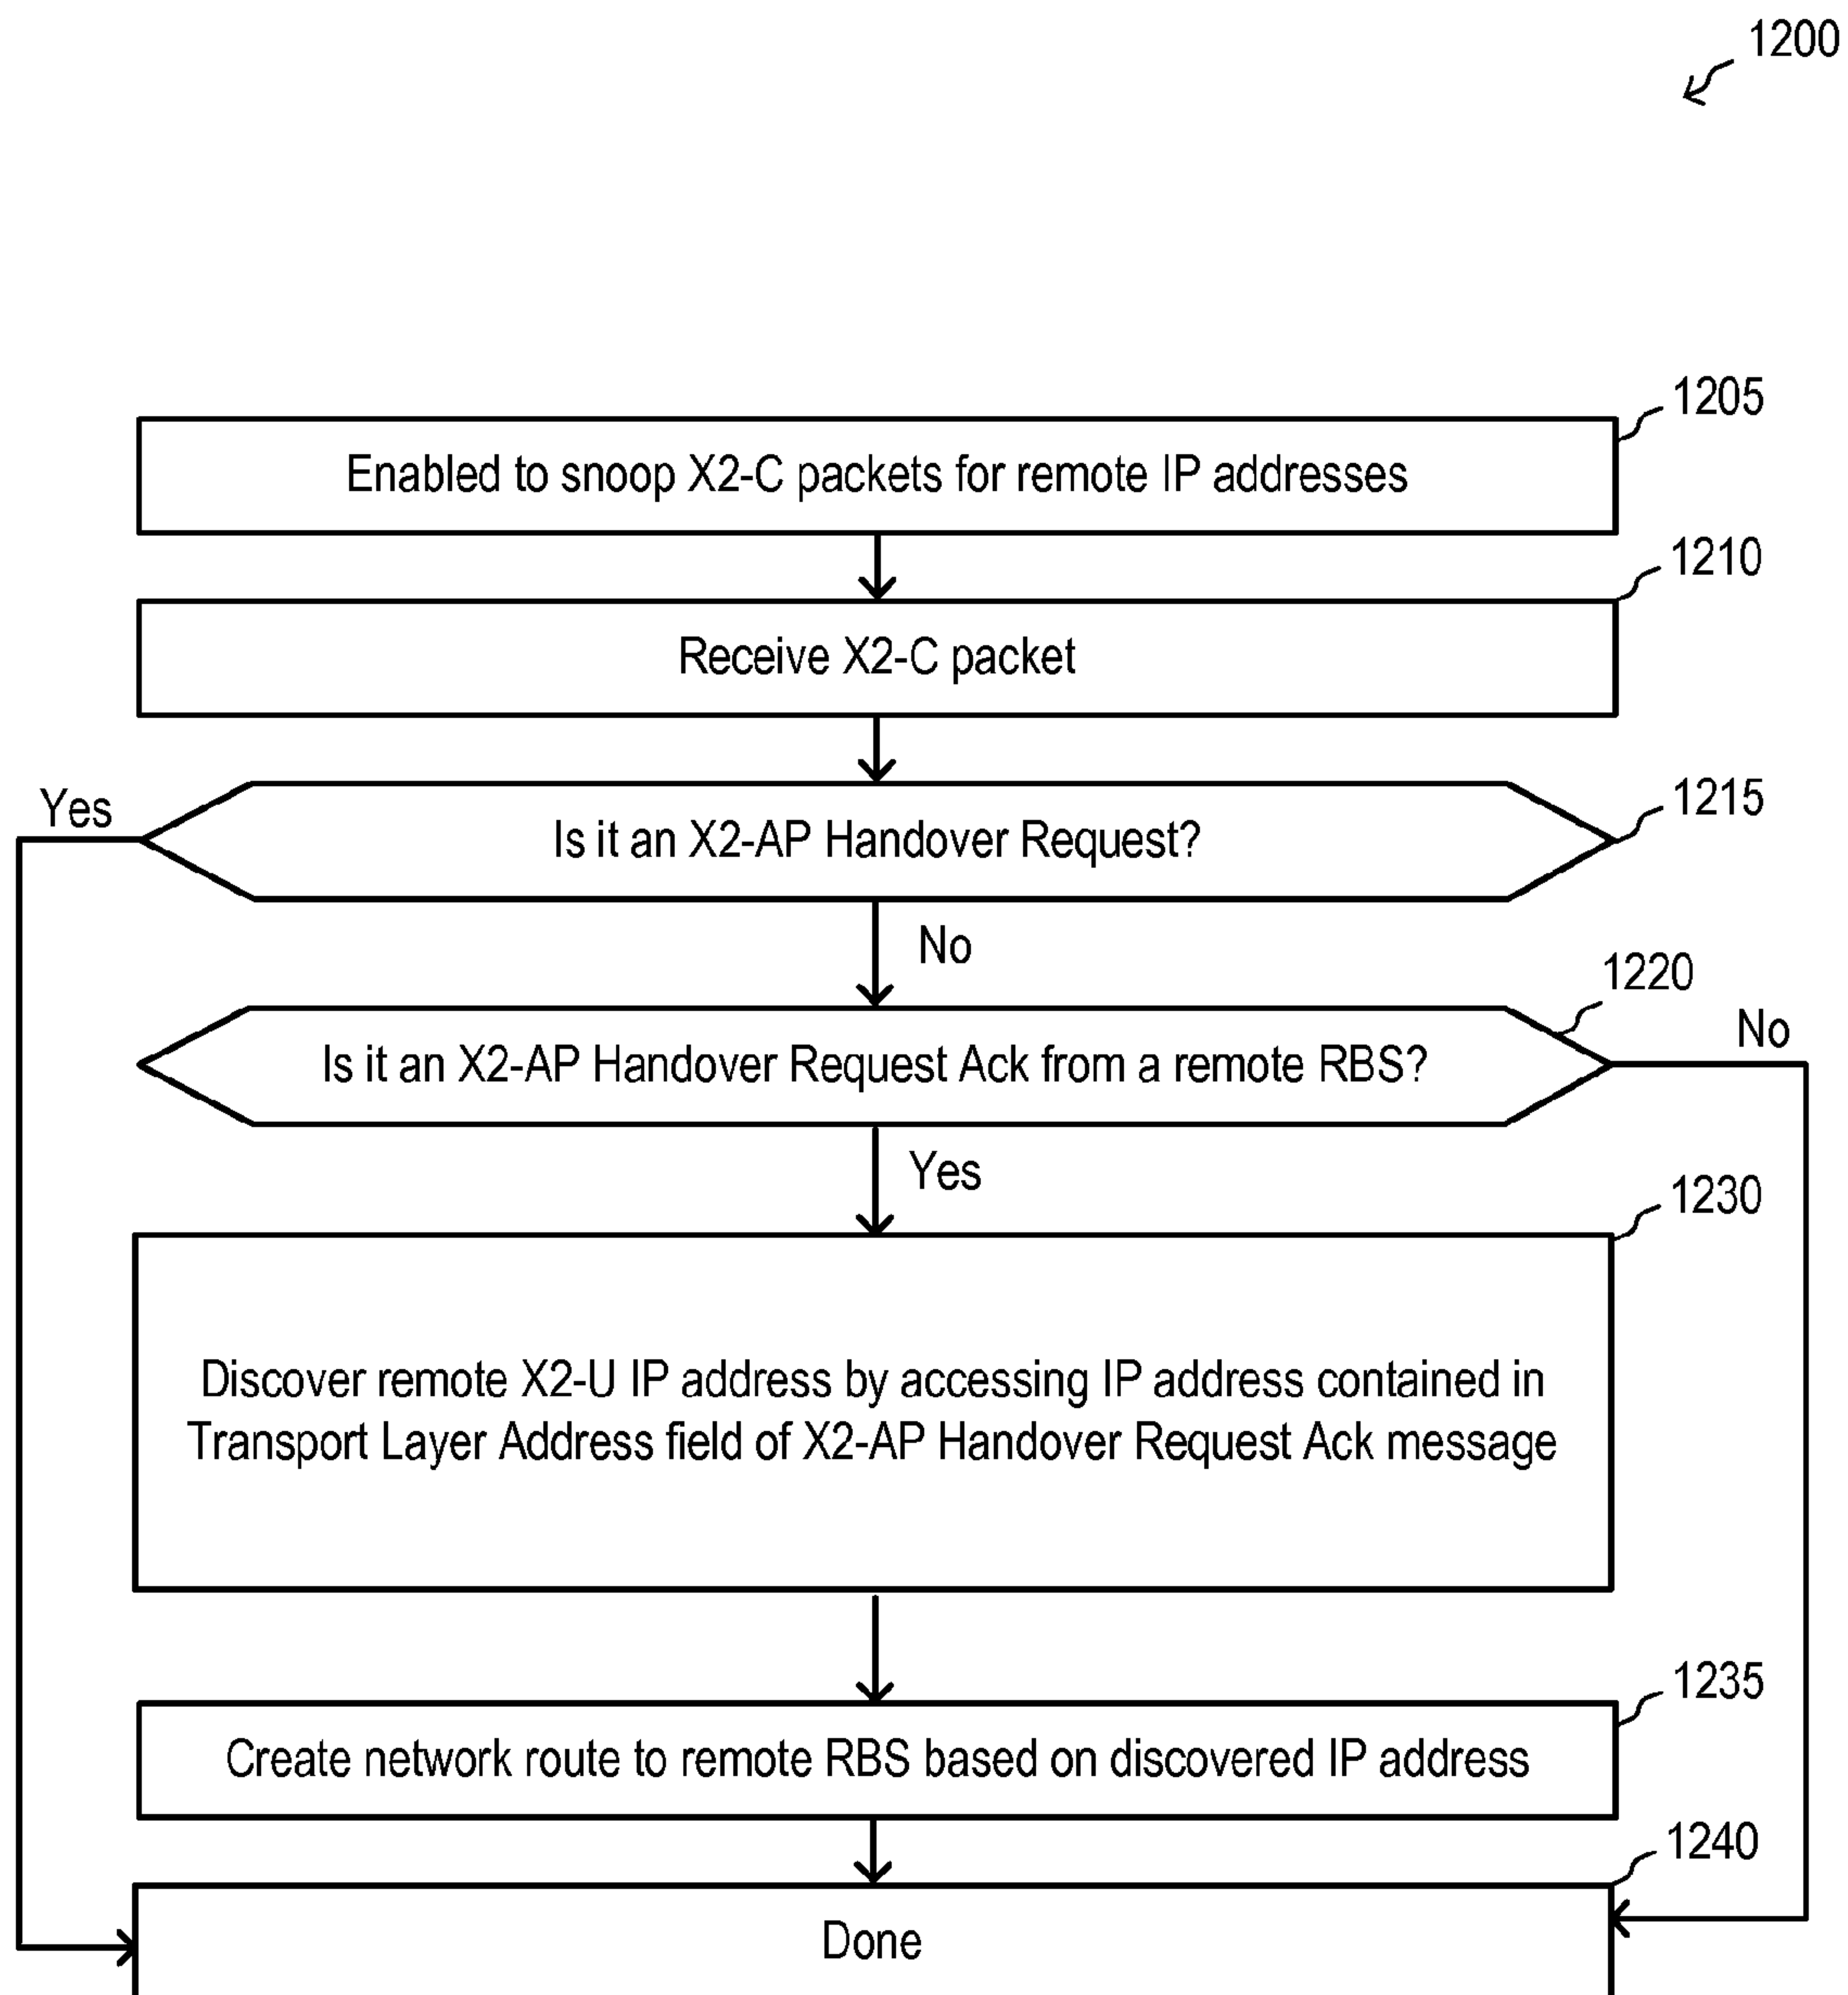 1200
1205
Enabled to snoop X2-C packets for remote IP addresses
1210
Receive X2-C packet
Yes
1215
Is it an X2-AP Handover Request?
No
1220
No
Is it an X2-AP Handover Request Ack from a remote RBS?
Yes
1230
Discover remote X2-U IP address by accessing IP address contained in
Transport Layer Address field of X2-AP Handover Request Ack message
1235
Create network route to remote RBS based on discovered IP address
1240
Done